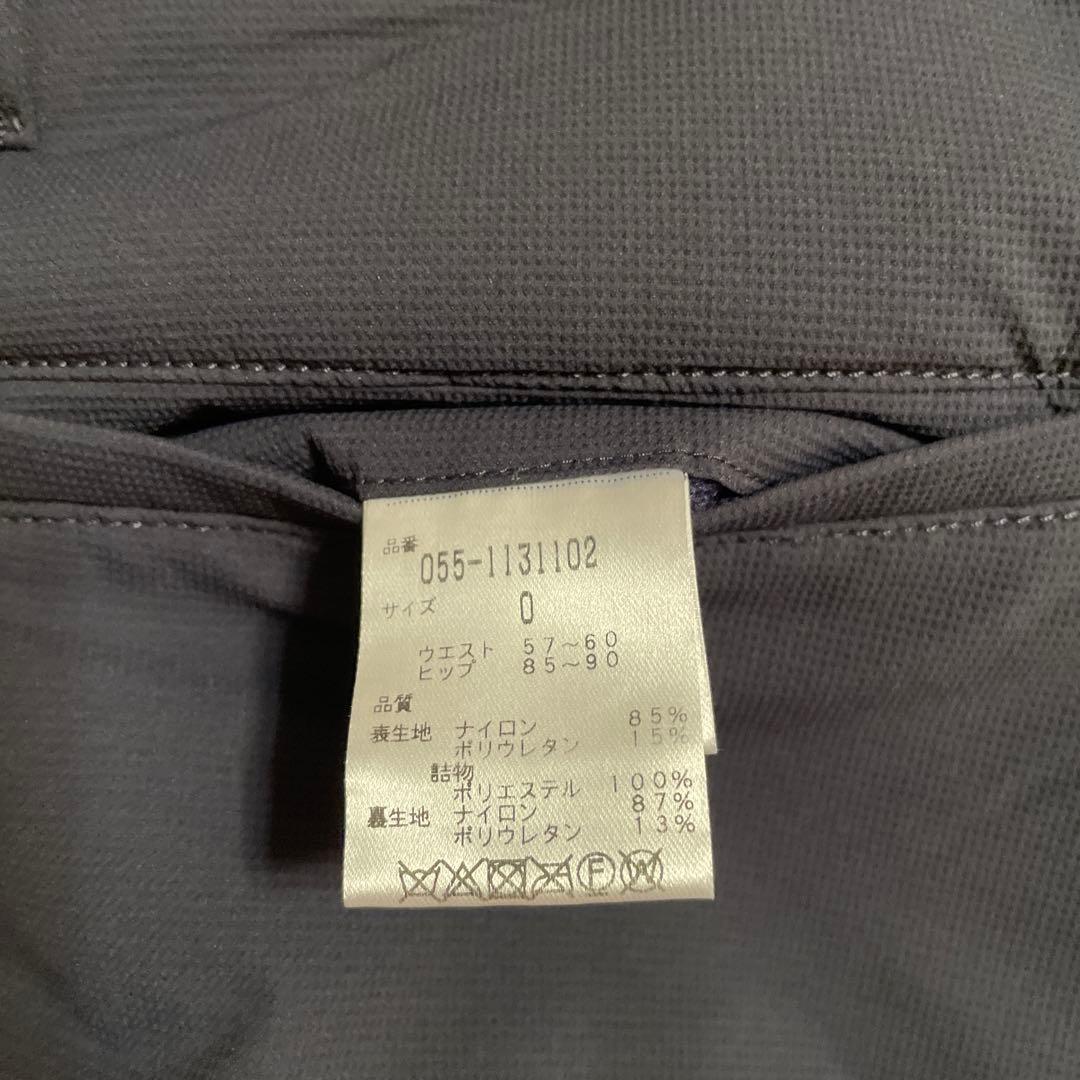 品番
055-1131102
サイズ 0
ウエスト 57～60
ヒップ 85～90
品質
表生地 ナイロン 85%
ポリウレタン 15%
詰物
ポリエステル 100%
裏生地 ナイロン 87%
ポリウレタン 13%
F W